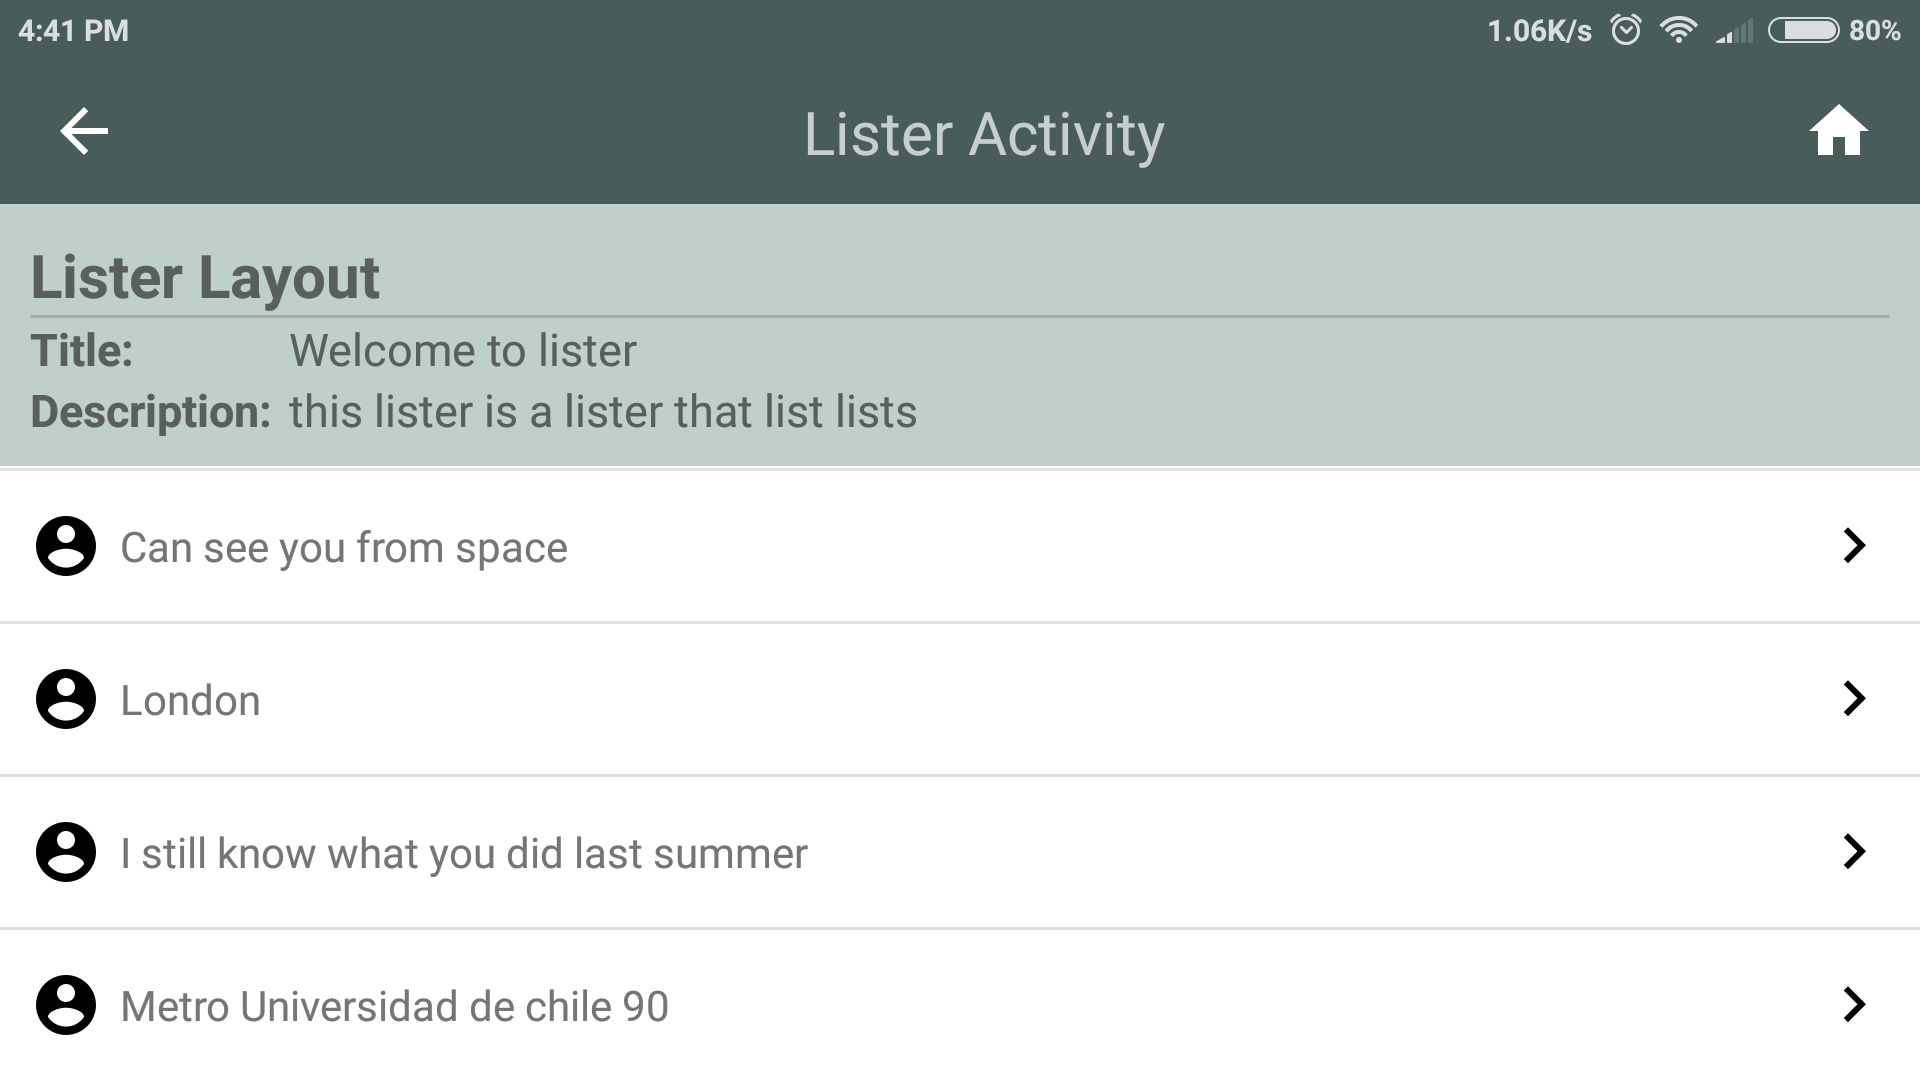 4:41 PM 1.06K/s 80%
Lister Activity
Lister Layout
Title: Welcome to lister
Description: this lister is a lister that list lists
Can see you from space
London
I still know what you did last summer
Metro Universidad de chile 90